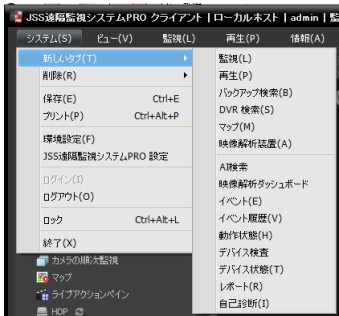 JSS遠隔監視システムPRO クライアント | ローカルホスト | admin | 監
システム(S) ビュー(V) 監視(L) 再生(P) 情報(A)
新しいタブ(T)
削除(R)
保存(E) Ctrl+E
プリント(P) Ctrl+Alt+P
環境設定(F)
JSS遠隔監視システムPRO 設定
ログイン(I)
ログアウト(O)
ロック Ctrl+Alt+L
終了(X)
監視(L)
再生(P)
バックアップ検索(B)
DVR 検索(S)
マップ(M)
映像解析装置(A)
AI検索
映像解析ダッシュボード
イベント(E)
イベント履歴(V)
動作状態(H)
デバイス検査
デバイス状態(T)
レポート(R)
自己診断(I)
カメラの順次監視
マップ
ライブアクションペイン
HDP